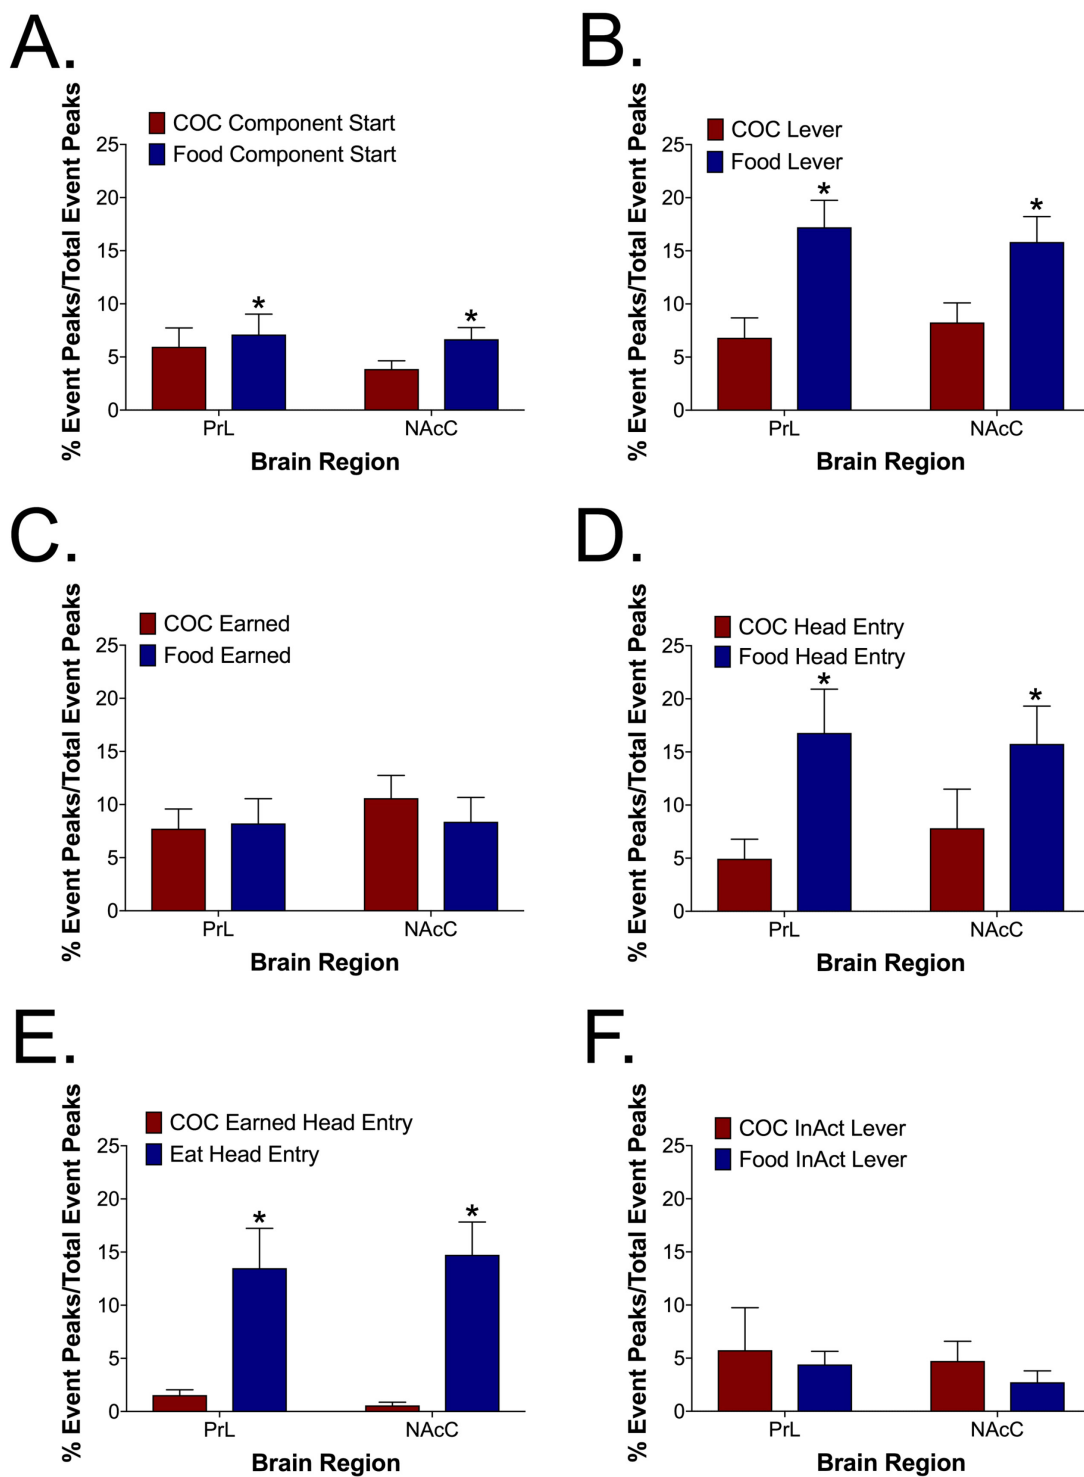 A.
% Event Peaks/Total Event Peaks
COC Component Start
Food Component Start
25
20
15
10
5
0
*
*
PrL
NAcC
Brain Region
B.
% Event Peaks/Total Event Peaks
COC Lever
Food Lever
25
20
15
10
5
0
*
*
PrL
NAcC
Brain Region
C.
% Event Peaks/Total Event Peaks
COC Earned
Food Earned
25
20
15
10
5
0
PrL
NAcC
Brain Region
D.
% Event Peaks/Total Event Peaks
COC Head Entry
Food Head Entry
25
20
15
10
5
0
*
*
PrL
NAcC
Brain Region
E.
% Event Peaks/Total Event Peaks
COC Earned Head Entry
Eat Head Entry
25
20
15
10
5
0
*
*
PrL
NAcC
Brain Region
F.
% Event Peaks/Total Event Peaks
COC InAct Lever
Food InAct Lever
25
20
15
10
5
0
PrL
NAcC
Brain Region